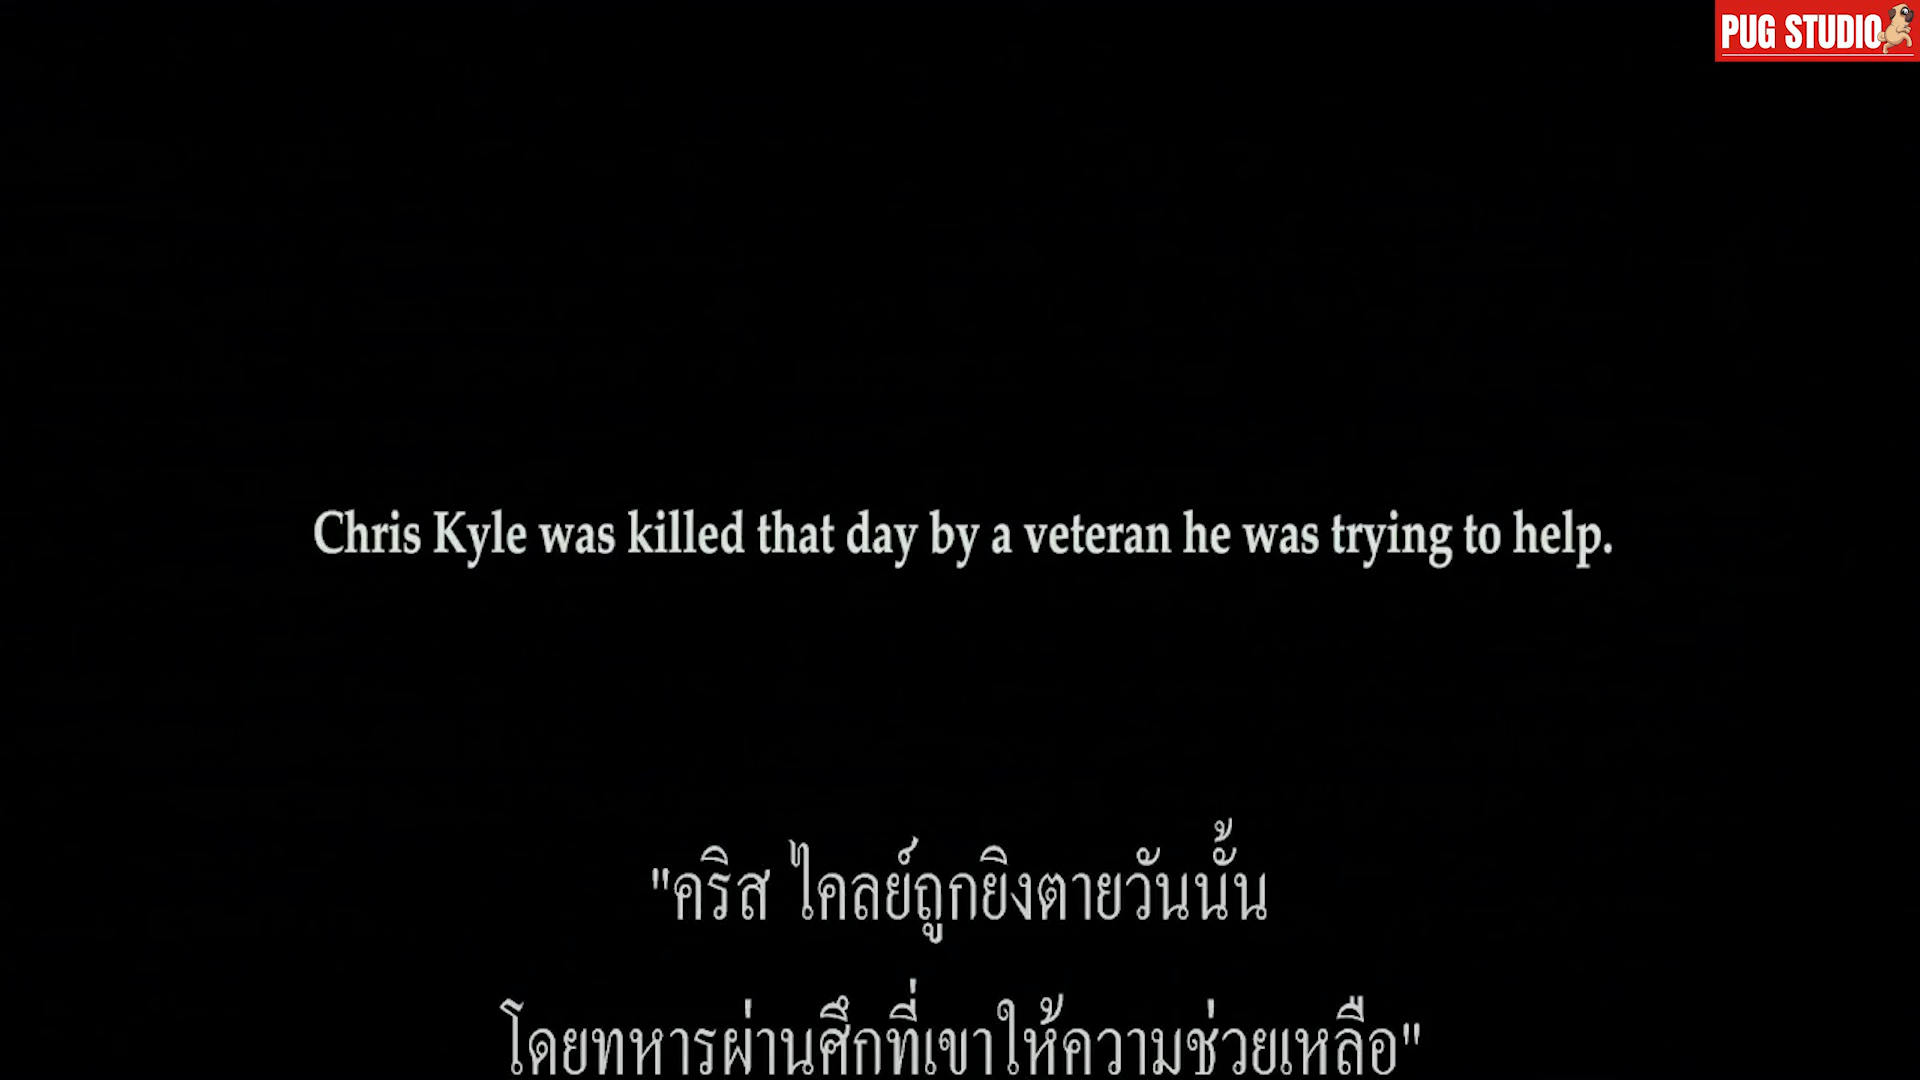 PUG STUDIO
Chris Kyle was killed that day by a veteran he was trying to help.
"คริส ไคลย์ถูกยิงตายวันนั้น
โดยทหารผ่านศึกที่เขาให้ความช่วยเหลือ"